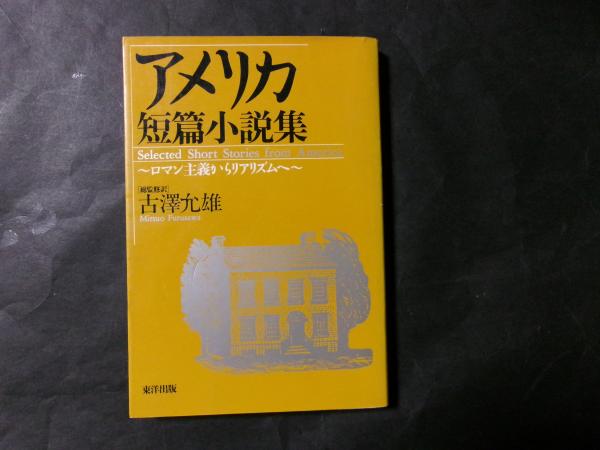 アメリカ
短篇小説集
Selected Short Stories from America
〜ロマン主義からリアリズムへ〜
[総監修訳]
古澤允雄
Mitsuo Furusawa
東洋出版